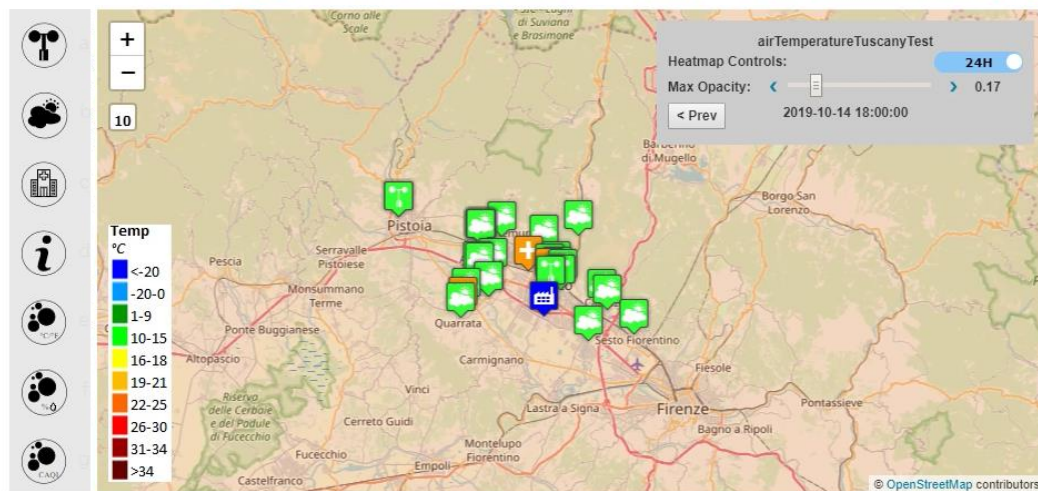 +
−
10
airTemperatureTuscanyTest
Heatmap Controls:
24H
Max Opacity:
0.17
< Prev
2019-10-14 18:00:00
Corno alle
Scale
di Suviana
e Brasimone
Barberino
di Mugello
Borgo San
Lorenzo
Pistoia
Serravalle
Pistoiese
Pescia
Monsummano
Terme
Ponte Buggianese
Altopascio
Quarrata
Carmignano
Sesto Fiorentino
Fiesole
Pontassieve
Vinci
Cerreto Guidi
Lastra a Signa
Firenze
Bagno a Ripoli
Riserva
delle Cerbaie
e del Padule
di Fucecchio
Fucecchio
Montelupo
Fiorentino
Castelfranco
Empoli
Temp
°C
<-20
-20-0
1-9
10-15
16-18
19-21
22-25
26-30
31-34
>34
i
°C/°F
%
CAQI
© OpenStreetMap contributors